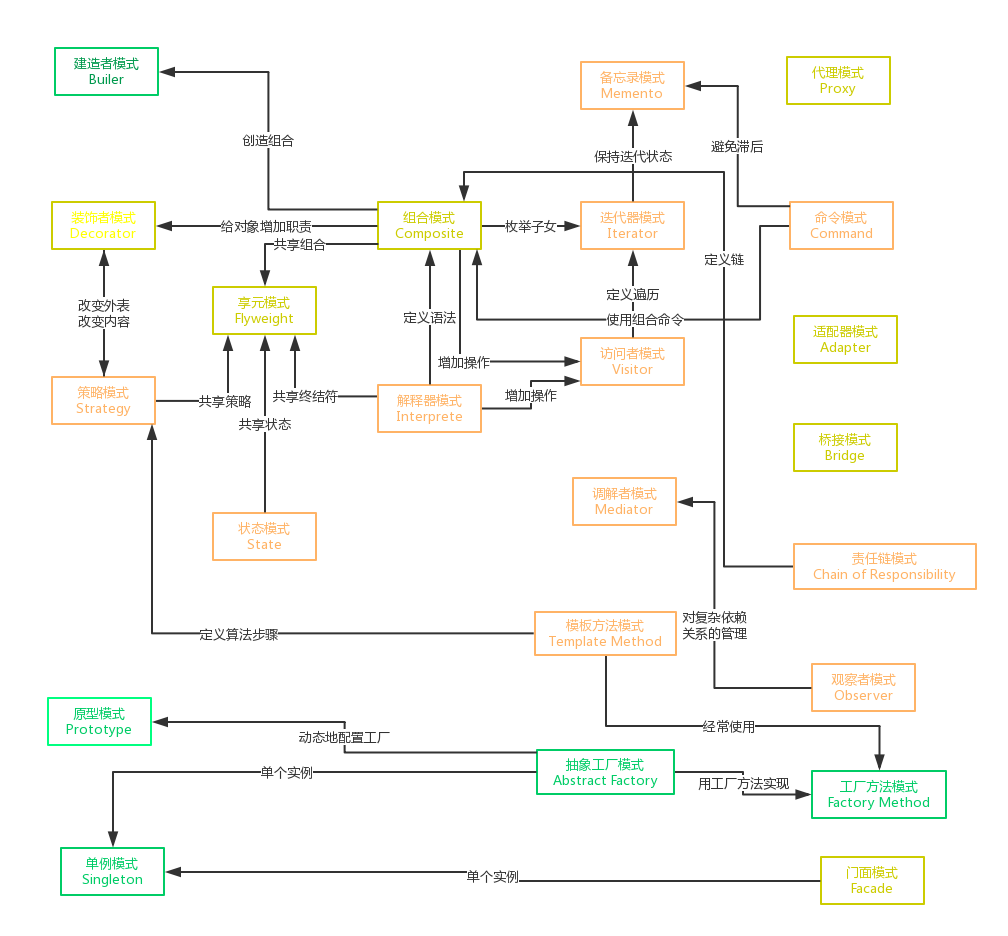 建造者模式
Builer
备忘录模式
Memento
代理模式
Proxy
创造组合
保持迭代状态
避免滞后
装饰者模式
Decorator
给对象增加职责
共享组合
组合模式
Composite
枚举子女
迭代器模式
Iterator
命令模式
Command
定义链
改变外表
改变内容
享元模式
Flyweight
定义语法
定义遍历
使用组合命令
适配器模式
Adapter
策略模式
Strategy
共享策略
共享终结符
共享状态
解释器模式
Interprete
增加操作
增加操作
访问者模式
Visitor
桥接模式
Bridge
状态模式
State
调解者模式
Mediator
责任链模式
Chain of Responsibility
定义算法步骤
模板方法模式
Template Method
对复杂依赖
关系的管理
观察者模式
Observer
原型模式
Prototype
动态地配置工厂
经常使用
单个实例
抽象工厂模式
Abstract Factory
用工厂方法实现
工厂方法模式
Factory Method
单例模式
Singleton
单个实例
门面模式
Facade